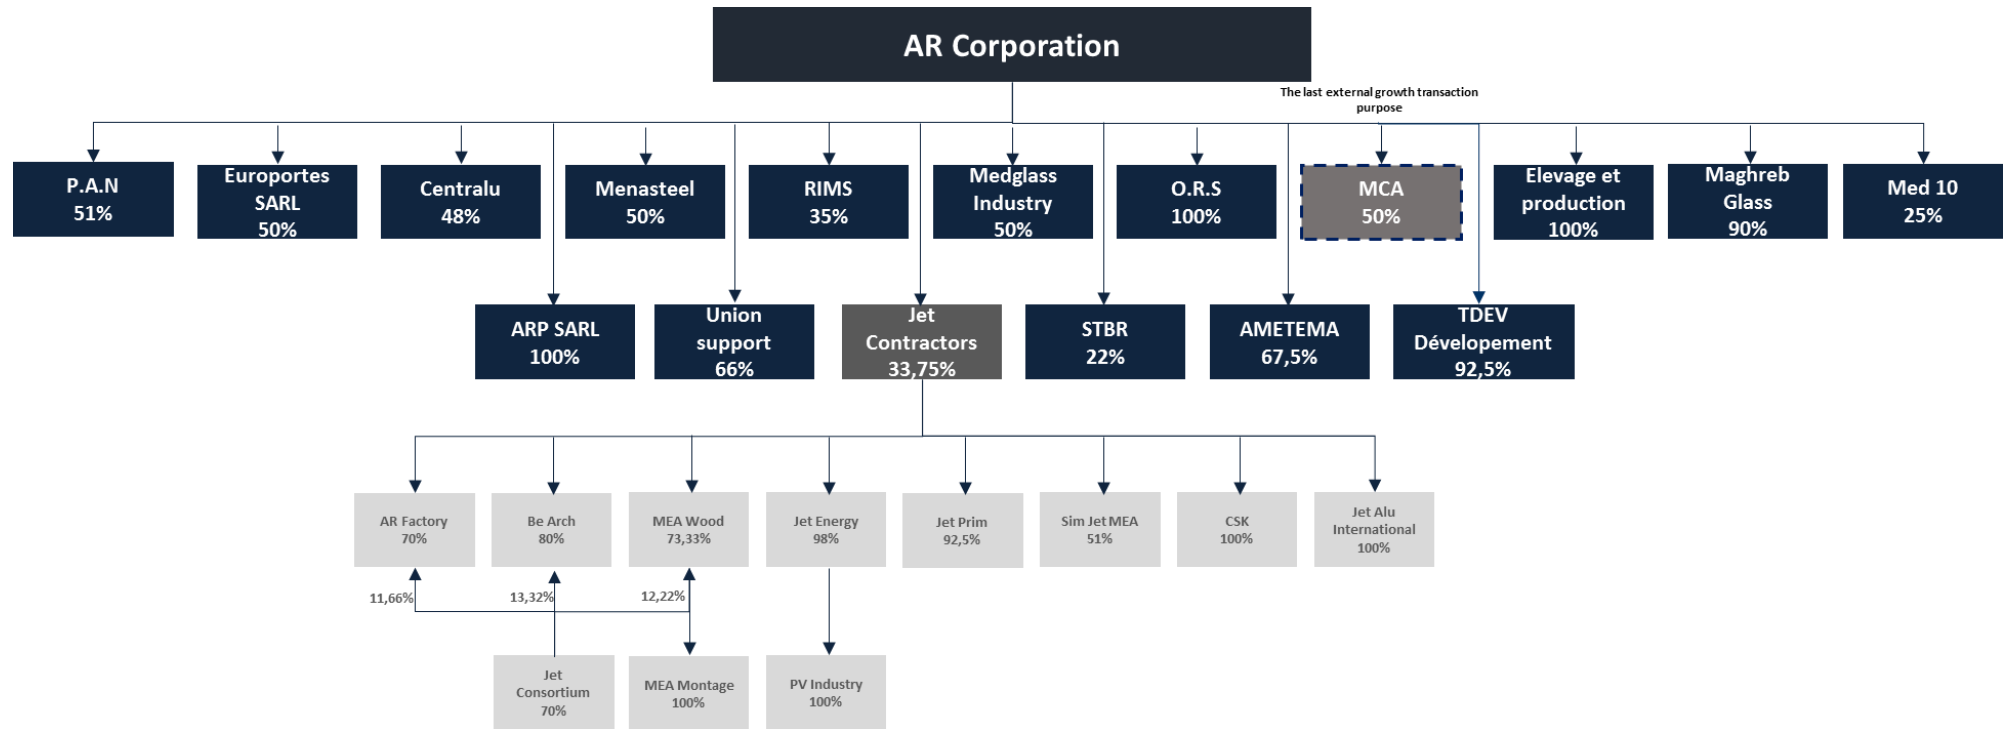 AR Corporation
The last external growth transaction
purpose
P.A.N
51%
Europortes
SARL
50%
Centralu
48%
Menasteel
50%
RIMS
35%
Medglass
Industry
50%
O.R.S
100%
MCA
50%
Elevage et
production
100%
Maghreb
Glass
90%
Med 10
25%
ARP SARL
100%
Union
support
66%
Jet
Contractors
33,75%
STBR
22%
AMETEMA
67,5%
TDEV
Dévelopement
92,5%
AR Factory
70%
Be Arch
80%
MEA Wood
73,33%
Jet Energy
98%
Jet Prim
92,5%
Sim Jet MEA
51%
CSK
100%
Jet Alu
International
100%
11,66%
13,32%
12,22%
Jet
Consortium
70%
MEA Montage
100%
PV Industry
100%